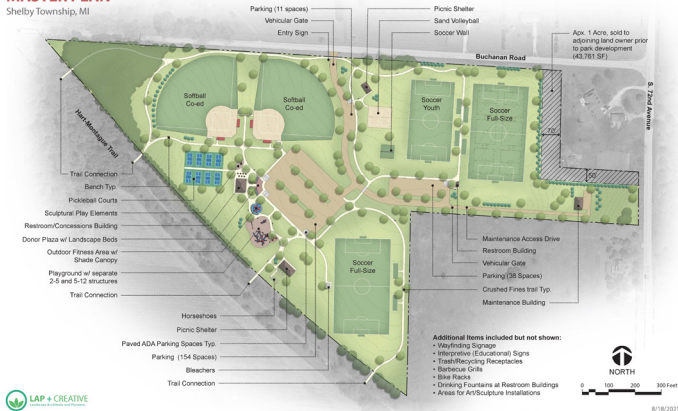 MASTER PLAN
Shelby Township, MI
Parking (11 spaces)
Vehicular Gate
Entry Sign
Picnic Shelter
Sand Volleyball
Soccer Wall
Buchanan Road
Apx. 1 Acre, sold to
adjoining land owner prior
to park development
(43,761 SF)
S. 72nd Avenue
Softball
Co-ed
Softball
Co-ed
Soccer
Youth
Soccer
Full-Size
70'
50'
Hart-Montague Trail
Trail Connection
Bench Typ.
Pickleball Courts
Sculptural Play Elements
Restroom/Concessions Building
Donor Plaza w/ Landscape Beds
Outdoor Fitness Area w/
Shade Canopy
Playground w/ separate
2-5 and 5-12 structures
Trail Connection
Horseshoes
Picnic Shelter
Paved ADA Parking Spaces Typ.
Parking (154 Spaces)
Bleachers
Trail Connection
Soccer
Full-Size
Maintenance Access Drive
Restroom Building
Vehicular Gate
Parking (38 Spaces)
Crushed Fines trail Typ.
Maintenance Building
Additional Items included but not shown:
• Wayfinding Signage
• Interpretive (Educational) Signs
• Trash/Recycling Receptacles
• Barbecue Grills
• Bike Racks
• Drinking Fountains at Restroom Buildings
• Areas for Art/Sculpture Installations
NORTH
0 100 200 300 Feet
LAP + CREATIVE
8/18/2021